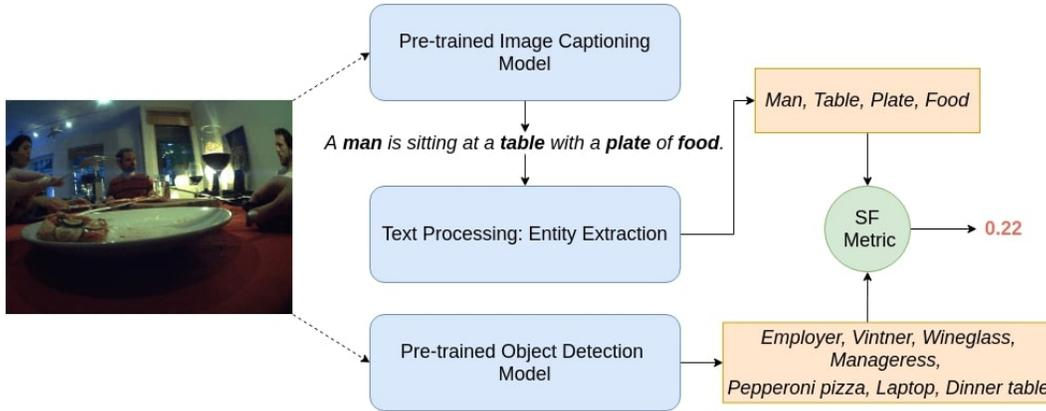 Pre-trained Image Captioning
Model
A man is sitting at a table with a plate of food.
Text Processing: Entity Extraction
Man, Table, Plate, Food
SF
Metric
0.22
Pre-trained Object Detection
Model
Employer, Vintner, Wineglass,
Manageress,
Pepperoni pizza, Laptop, Dinner table